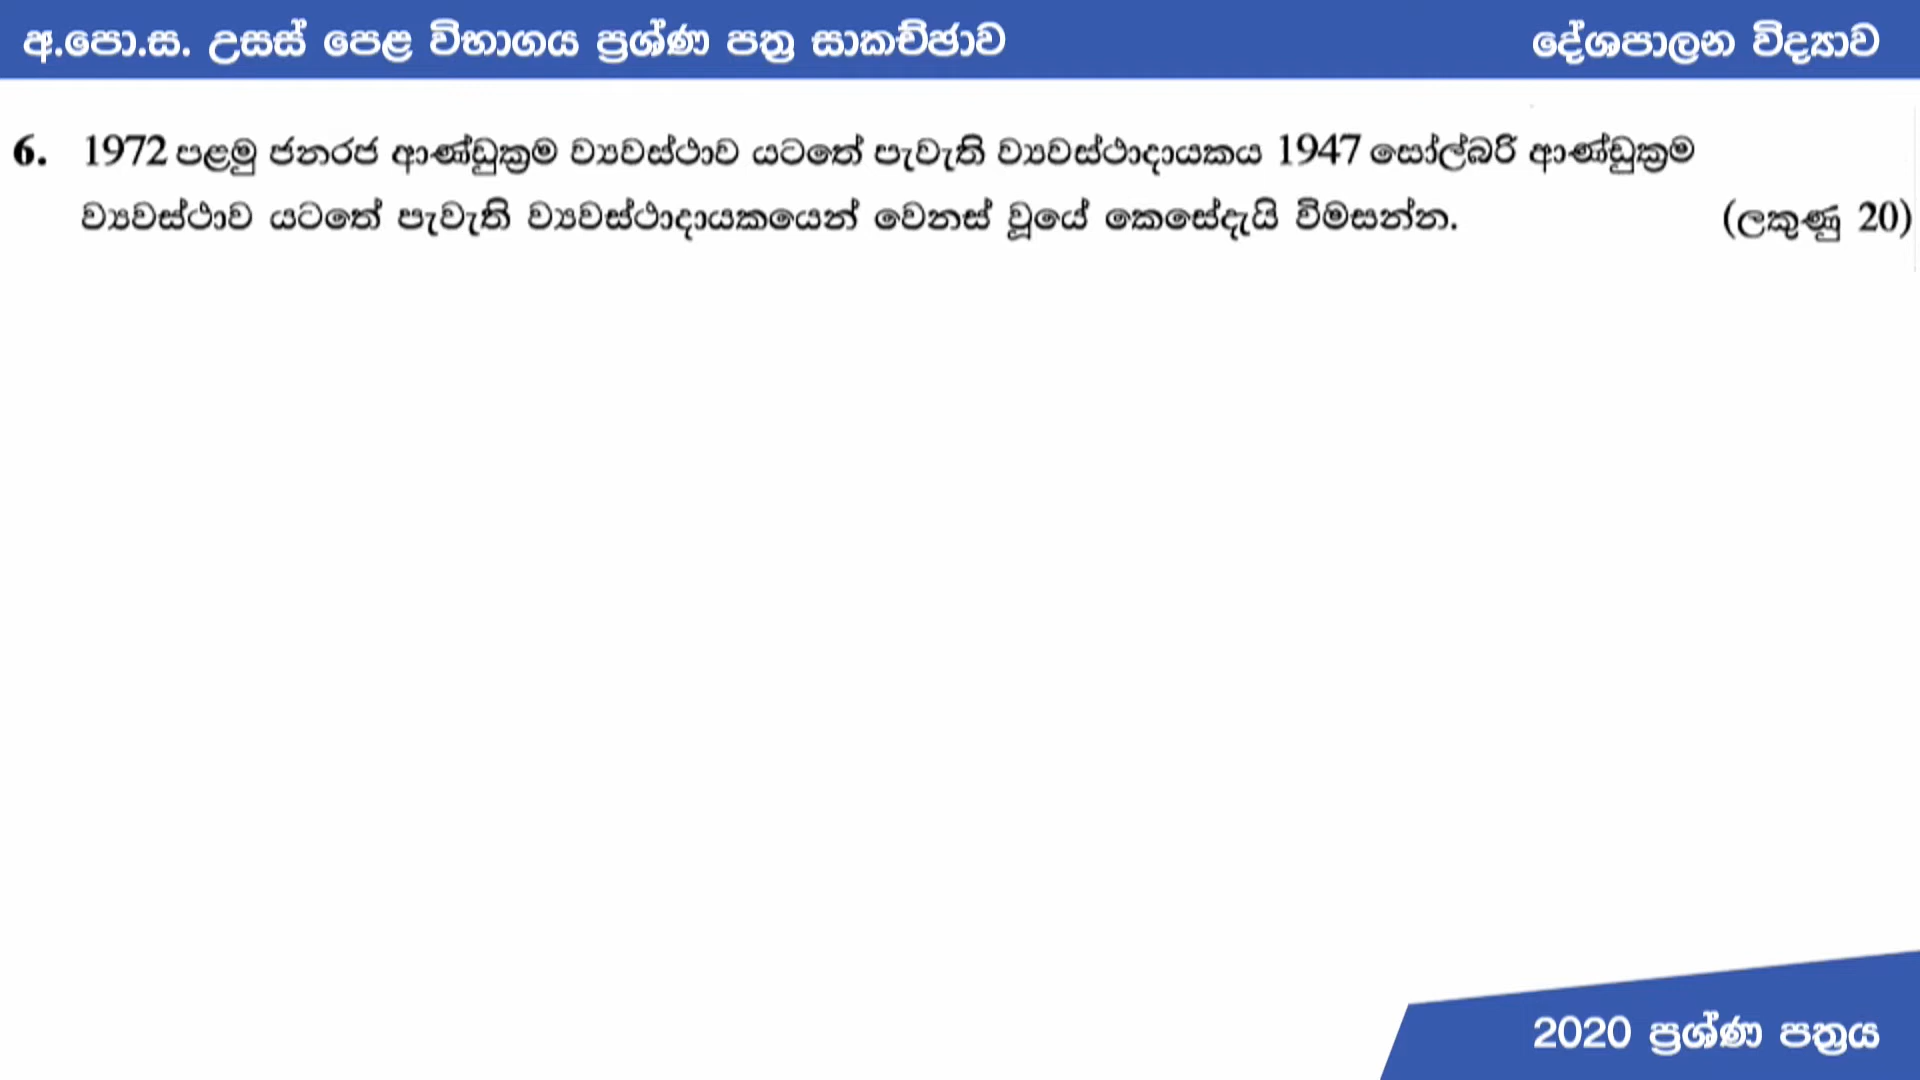 අ.පො.ස. උසස් පෙළ විභාගය ප්‍රශ්ණ පත්‍ර සාකච්ඡාව
දේශපාලන විද්‍යාව
6. 1972 පළමු ජනරජ ආණ්ඩුක්‍රම ව්‍යවස්ථාව යටතේ පැවැති ව්‍යවස්ථාදායකය 1947 සෝල්බරි ආණ්ඩුක්‍රම
ව්‍යවස්ථාව යටතේ පැවැති ව්‍යවස්ථාදායකයෙන් වෙනස් වූයේ කෙසේදැයි විමසන්න. (ලකුණු 20)
2020 ප්‍රශ්ණ පත්‍රය